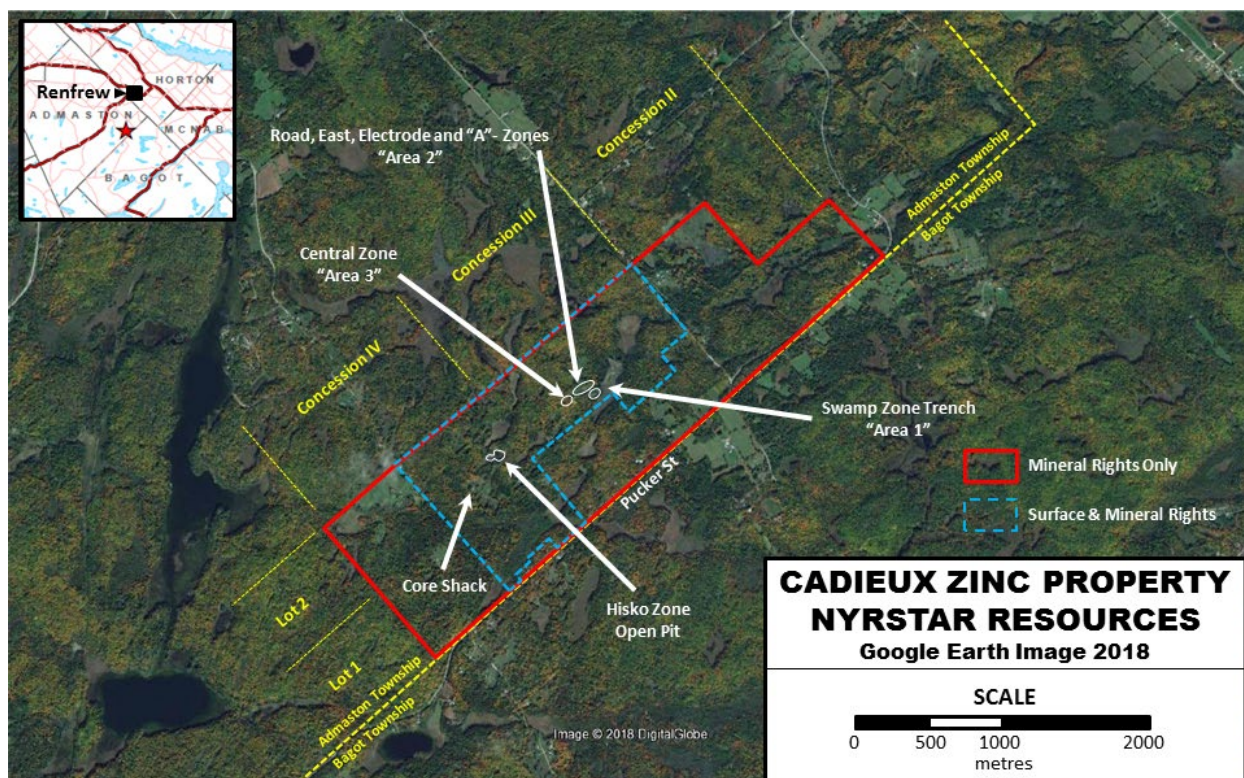 HORTON
Renfrew
ADMASTON
MCNAB
BAGOT
Road, East, Electrode and “A”- Zones
“Area 2”
Concession II
Admaston Township
Bagot Township
Central Zone
“Area 3”
Concession III
Concession IV
Swamp Zone Trench
“Area 1”
Pucker St
Mineral Rights Only
Surface & Mineral Rights
Core Shack
Hisko Zone
Open Pit
Lot 2
Lot 1
Admaston Township
Bagot Township
Image © 2018 DigitalGlobe
CADIEUX ZINC PROPERTY
NYRSTAR RESOURCES
Google Earth Image 2018
SCALE
0 500 1000 2000
metres